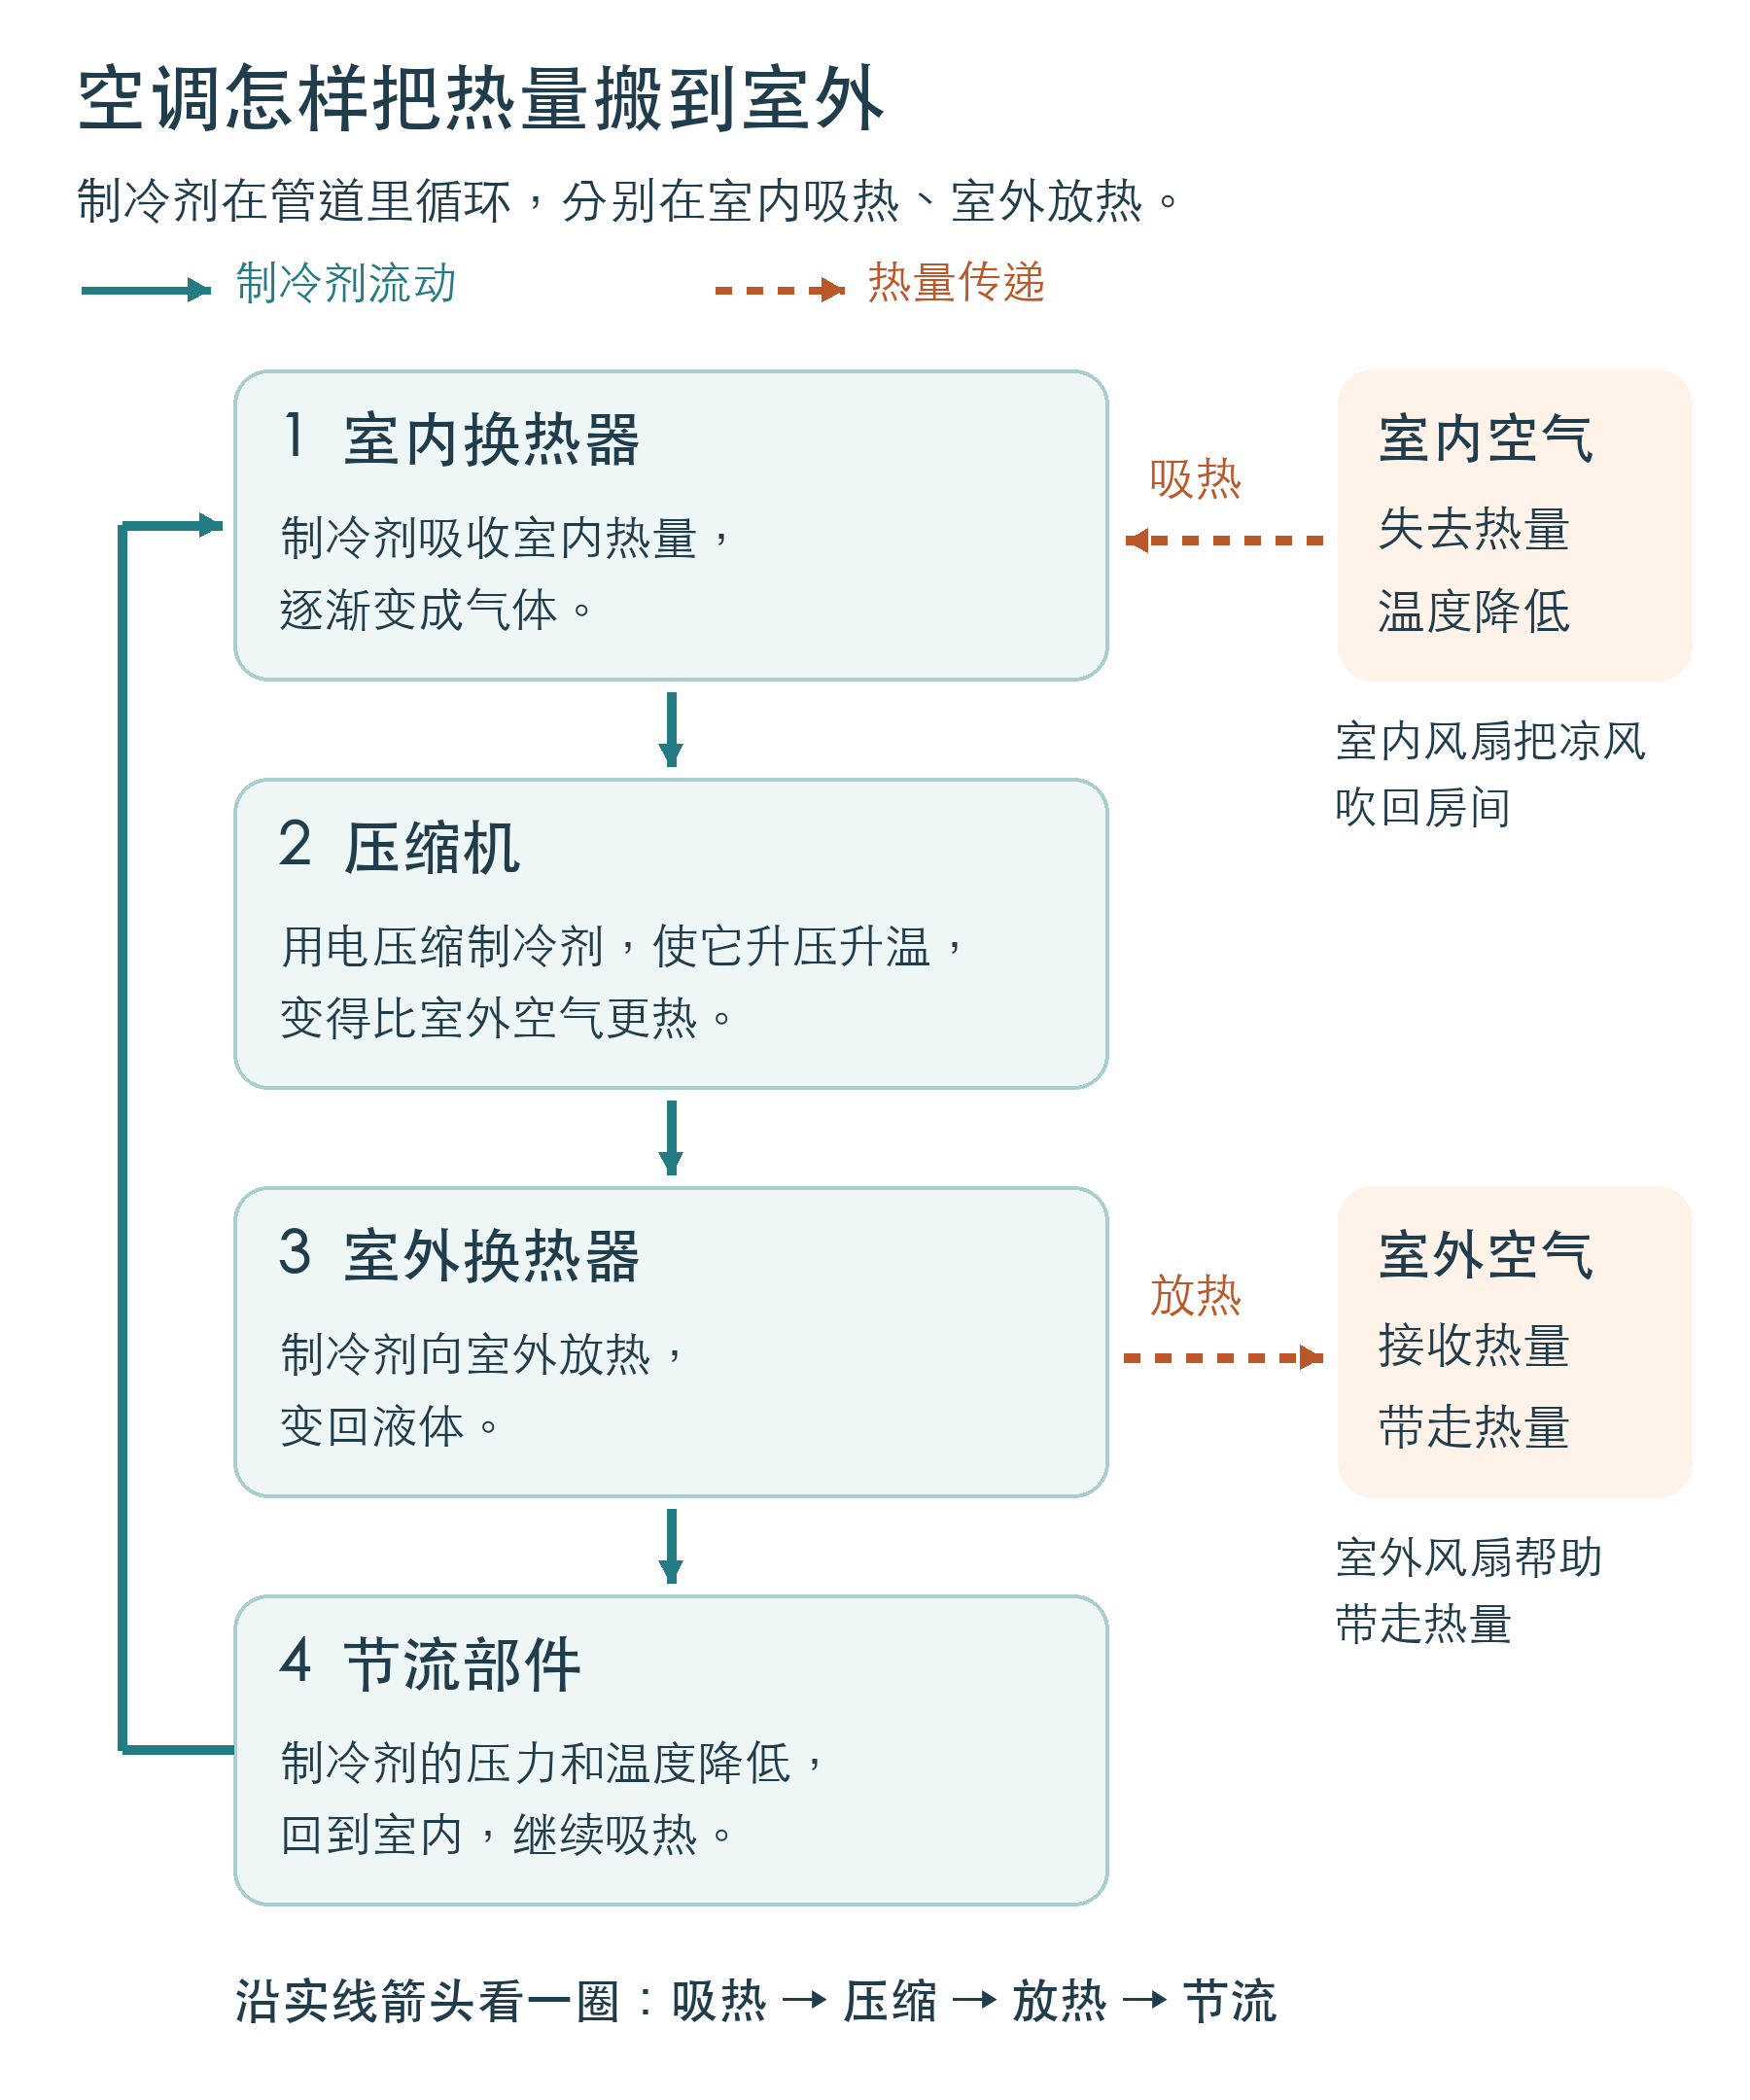 空调怎样把热量搬到室外
制冷剂在管道里循环，分别在室内吸热、室外放热。
制冷剂流动
热量传递
1 室内换热器
制冷剂吸收室内热量，
逐渐变成气体。
吸热
室内空气
失去热量
温度降低
室内风扇把凉风
吹回房间
2 压缩机
用电压缩制冷剂，使它升压升温，
变得比室外空气更热。
3 室外换热器
制冷剂向室外放热，
变回液体。
放热
室外空气
接收热量
带走热量
室外风扇帮助
带走热量
4 节流部件
制冷剂的压力和温度降低，
回到室内，继续吸热。
沿实线箭头看一圈：吸热 → 压缩 → 放热 → 节流